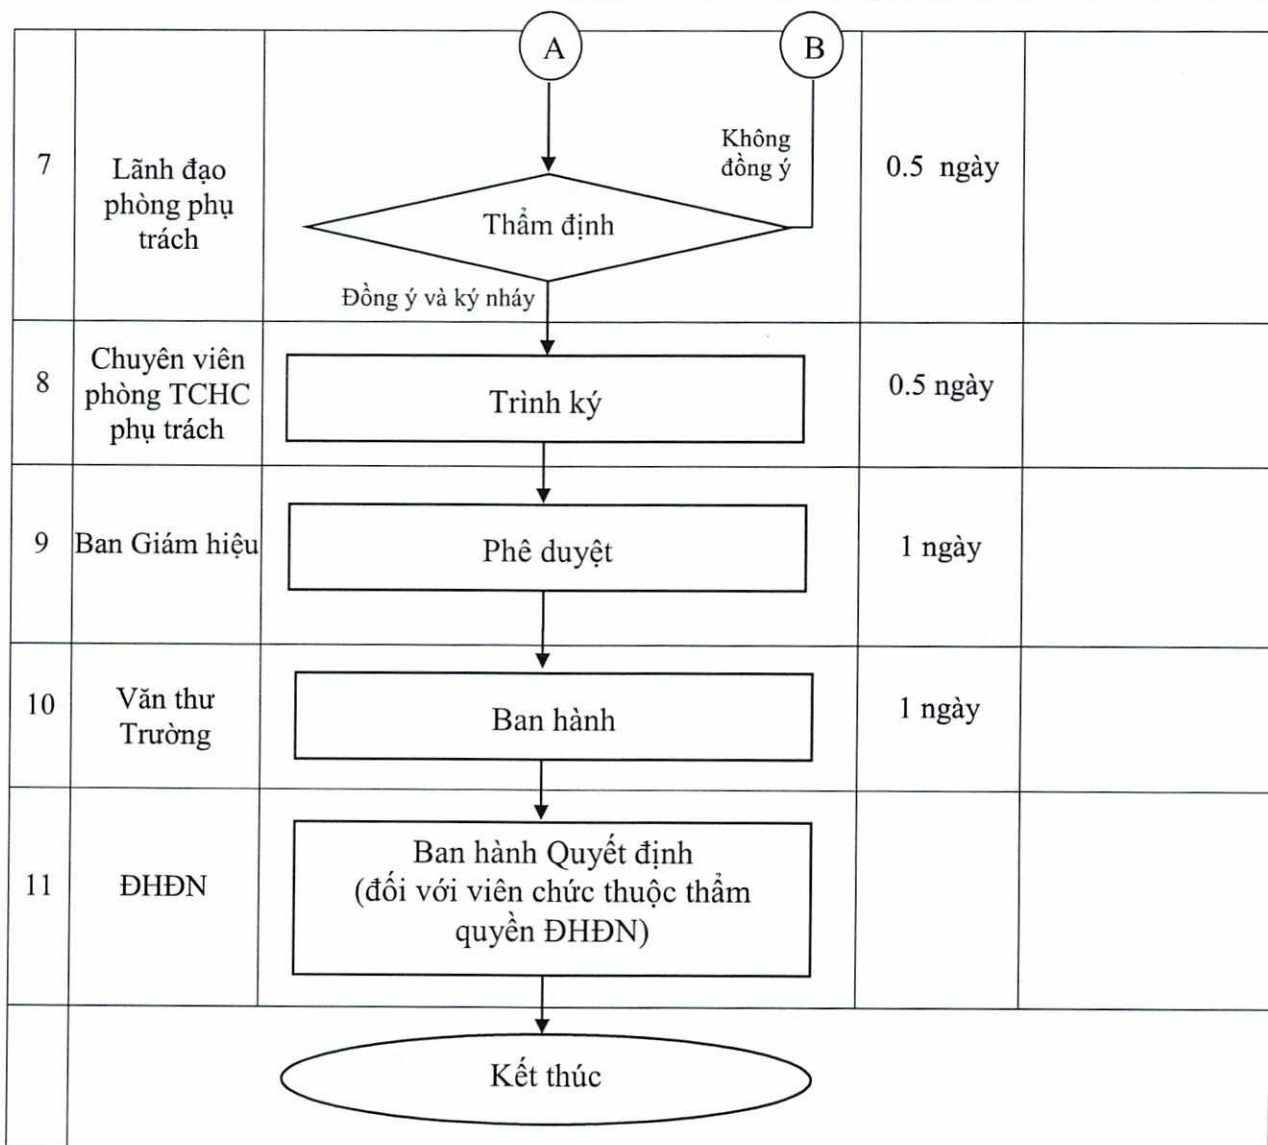 A
B
Không
đồng ý
7
Lãnh đạo
phòng phụ
trách
Thẩm định
0.5 ngày
Đồng ý và ký nháy
8
Chuyên viên
phòng TCHC
phụ trách
Trình ký
0.5 ngày
9
Ban Giám hiệu
Phê duyệt
1 ngày
10
Văn thư
Trường
Ban hành
1 ngày
11
ĐHĐN
Ban hành Quyết định
(đối với viên chức thuộc thẩm
quyền ĐHĐN)
Kết thúc